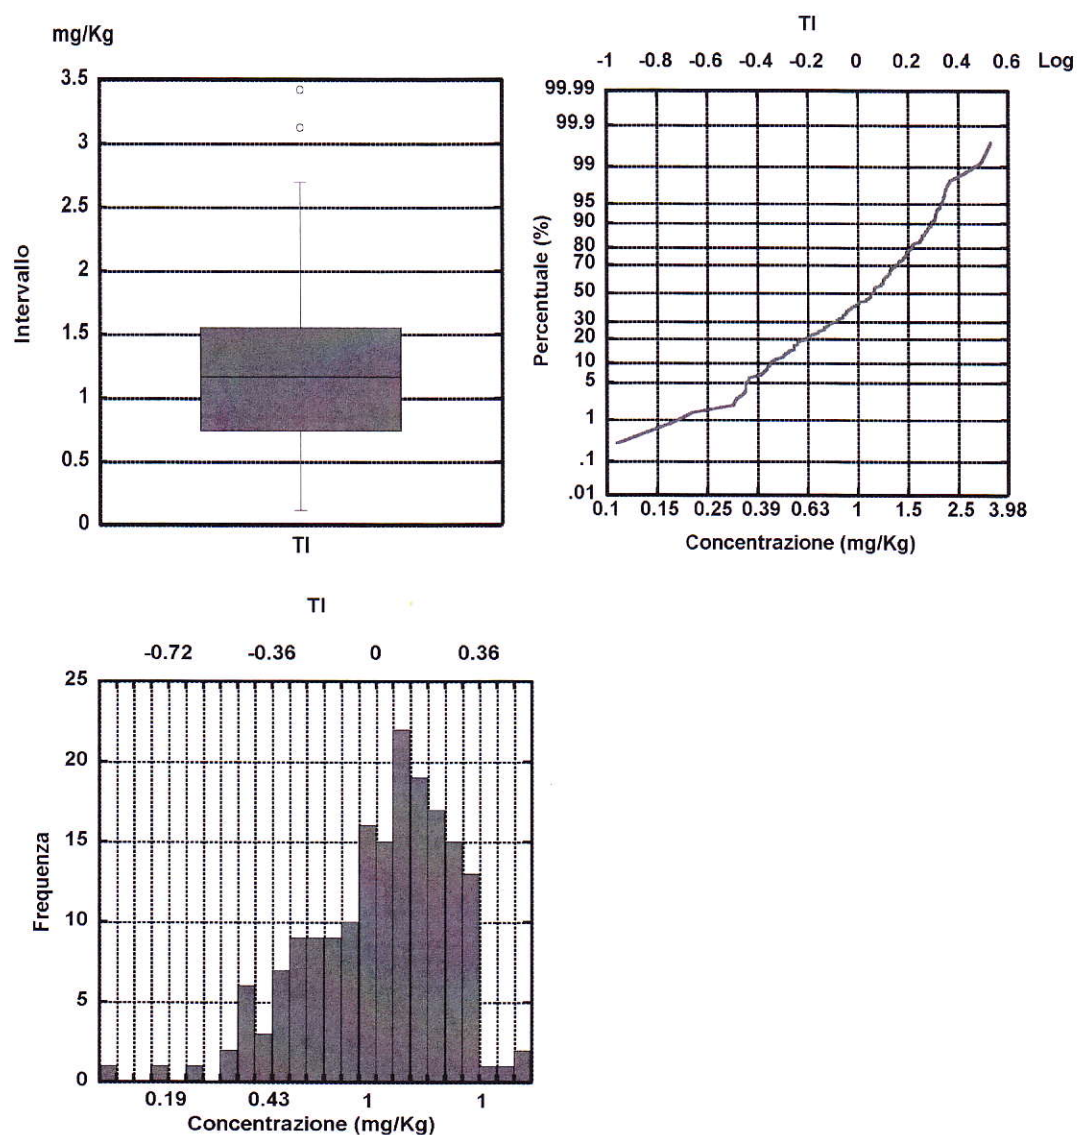 mg/Kg
3.5
3
2.5
2
1.5
1
0.5
0
Intervallo
Tl
Tl
-1 -0.8 -0.6 -0.4 -0.2 0 0.2 0.4 0.6 Log
99.99
99.9
99
95
90
80
70
50
30
20
10
5
1
.1
.01
Percentuale (%)
0.1 0.15 0.25 0.39 0.63 1 1.5 2.5 3.98
Concentrazione (mg/Kg)
Tl
-0.72 -0.36 0 0.36
25
20
15
10
5
0
Frequenza
0.19 0.43 1 1
Concentrazione (mg/Kg)